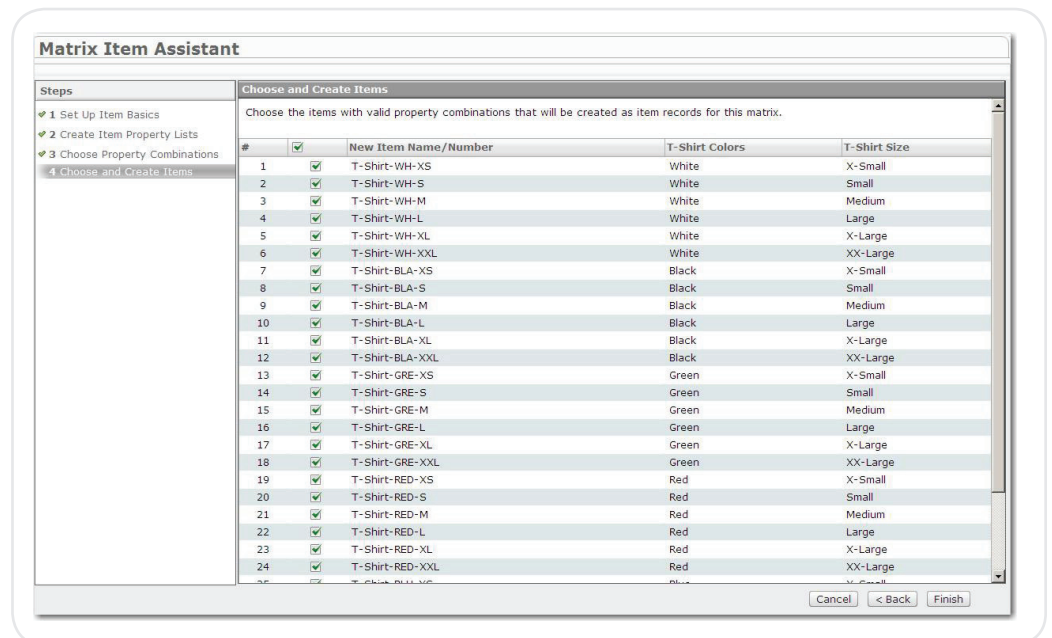 Matrix Item Assistant
Steps
1 Set Up Item Basics
2 Create Item Property Lists
3 Choose Property Combinations
4 Choose and Create Items
Choose and Create Items
Choose the items with valid property combinations that will be created as item records for this matrix.
# New Item Name/Number T-Shirt Colors T-Shirt Size
1 T-Shirt-WH-XS White X-Small
2 T-Shirt-WH-S White Small
3 T-Shirt-WH-M White Medium
4 T-Shirt-WH-L White Large
5 T-Shirt-WH-XL White X-Large
6 T-Shirt-WH-XXL White XX-Large
7 T-Shirt-BLA-XS Black X-Small
8 T-Shirt-BLA-S Black Small
9 T-Shirt-BLA-M Black Medium
10 T-Shirt-BLA-L Black Large
11 T-Shirt-BLA-XL Black X-Large
12 T-Shirt-BLA-XXL Black XX-Large
13 T-Shirt-GRE-XS Green X-Small
14 T-Shirt-GRE-S Green Small
15 T-Shirt-GRE-M Green Medium
16 T-Shirt-GRE-L Green Large
17 T-Shirt-GRE-XL Green X-Large
18 T-Shirt-GRE-XXL Green XX-Large
19 T-Shirt-RED-XS Red X-Small
20 T-Shirt-RED-S Red Small
21 T-Shirt-RED-M Red Medium
22 T-Shirt-RED-L Red Large
23 T-Shirt-RED-XL Red X-Large
24 T-Shirt-RED-XXL Red XX-Large
Cancel < Back Finish